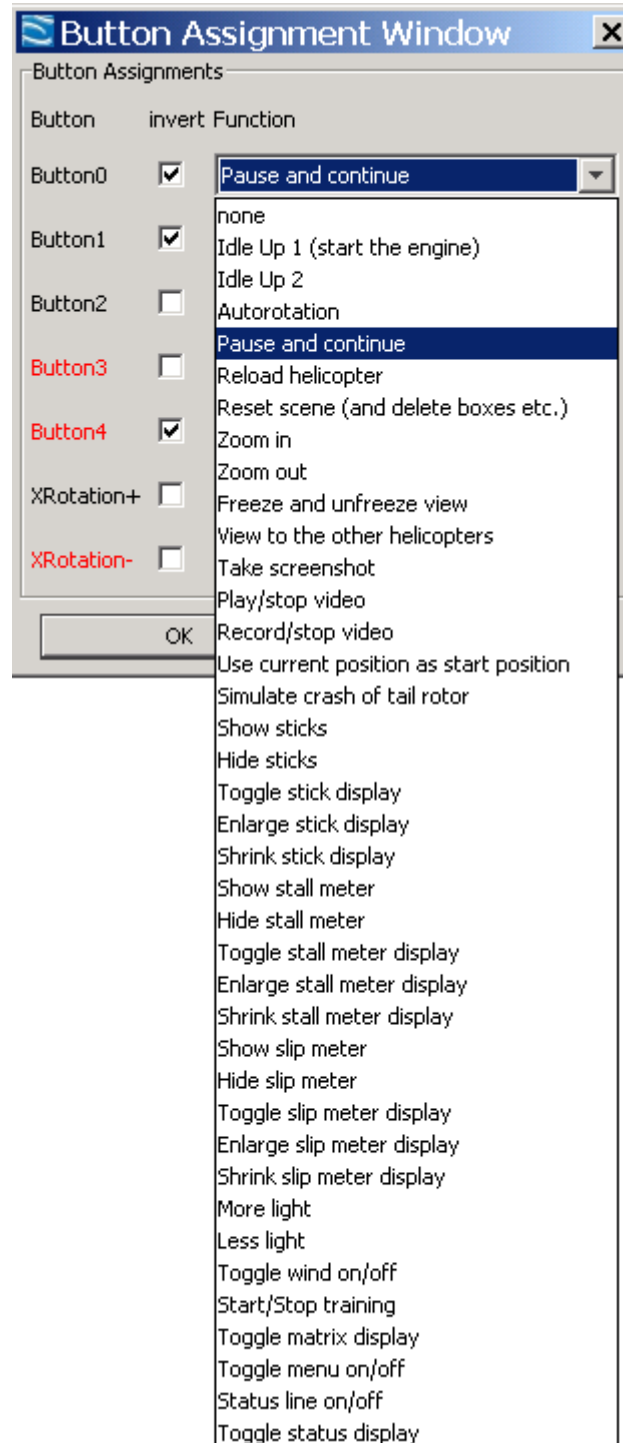 Button Assignment Window
Button Assignments
Button invert Function
Button0 Pause and continue
none
Button1 Idle Up 1 (start the engine)
Idle Up 2
Button2 Autorotation
Pause and continue
Button3 Reload helicopter
Reset scene (and delete boxes etc.)
Button4 Zoom in
Zoom out
XRotation+ Freeze and unfreeze view
View to the other helicopters
XRotation- Take screenshot
Play/stop video
OK Record/stop video
Use current position as start position
Simulate crash of tail rotor
Show sticks
Hide sticks
Toggle stick display
Enlarge stick display
Shrink stick display
Show stall meter
Hide stall meter
Toggle stall meter display
Enlarge stall meter display
Shrink stall meter display
Show slip meter
Hide slip meter
Toggle slip meter display
Enlarge slip meter display
Shrink slip meter display
More light
Less light
Toggle wind on/off
Start/Stop training
Toggle matrix display
Toggle menu on/off
Status line on/off
Toggle status display